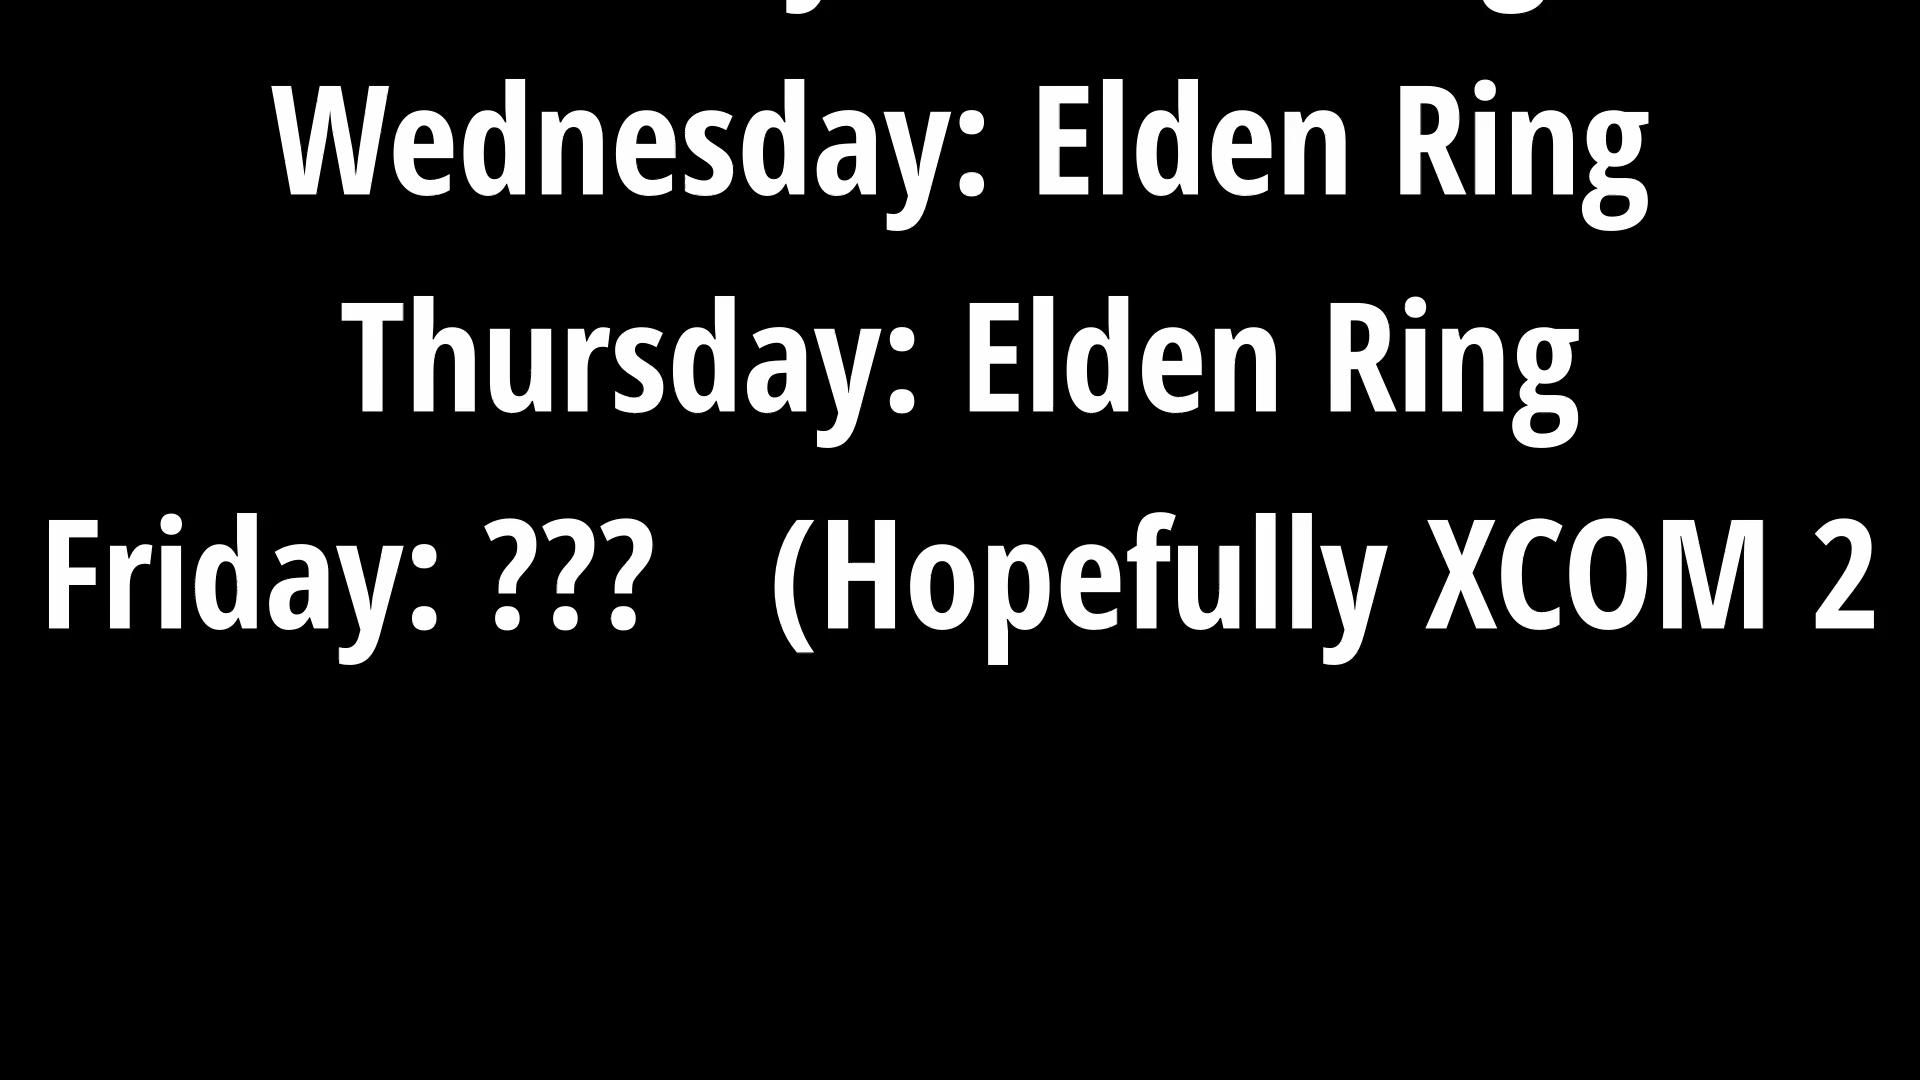 Wednesday: Elden Ring
Thursday: Elden Ring
Friday: ??? (Hopefully XCOM 2